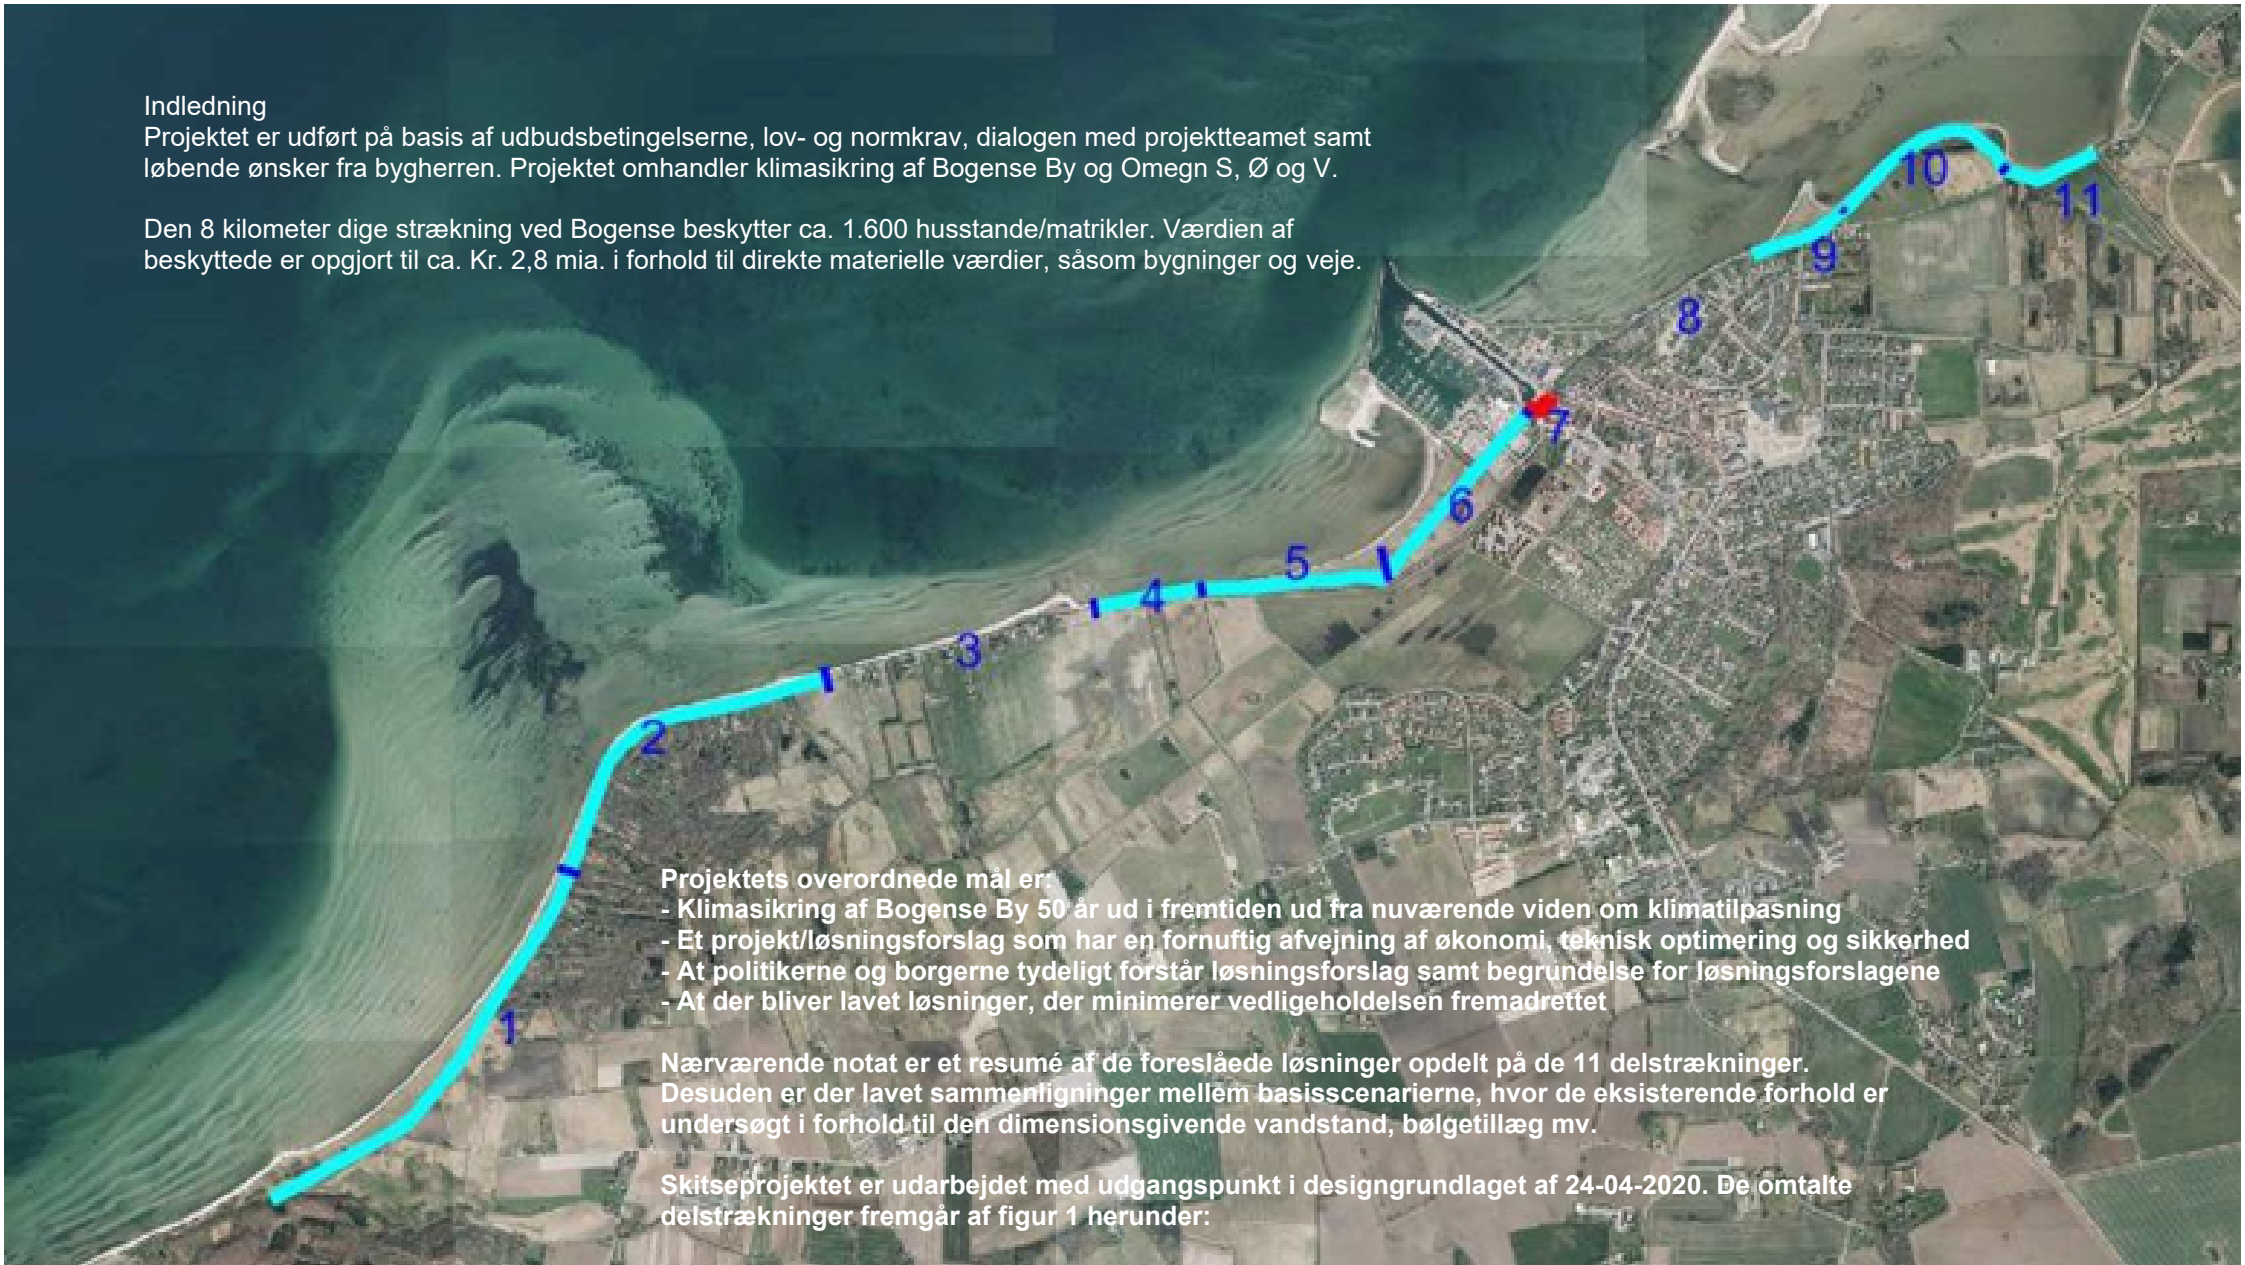 Indledning
Projektet er udført på basis af udbudsbetingelserne, lov- og normkrav, dialogen med projektteamet samt
løbende ønsker fra bygherren. Projektet omhandler klimasikring af Bogense By og Omegn S, Ø og V.
Den 8 kilometer dige strækning ved Bogense beskytter ca. 1.600 husstande/matrikler. Værdien af
beskyttede er opgjort til ca. Kr. 2,8 mia. i forhold til direkte materielle værdier, såsom bygninger og veje.
10
11
9
8
7
6
5
4
3
2
1
Projektets overordnede mål er:
- Klimasikring af Bogense By 50 år ud i fremtiden ud fra nuværende viden om klimatilpasning
- Et projekt/løsningsforslag som har en fornuftig afvejning af økonomi, teknisk optimering og sikkerhed
- At politikerne og borgerne tydeligt forstår løsningsforslag samt begrundelse for løsningsforslagene
- At der bliver lavet løsninger, der minimerer vedligeholdelsen fremadrettet
Nærværende notat er et resumé af de foreslåede løsninger opdelt på de 11 delstrækninger.
Desuden er der lavet sammenligninger mellem basisscenarierne, hvor de eksisterende forhold er
undersøgt i forhold til den dimensionsgivende vandstand, bølgetillæg mv.
Skitseprojektet er udarbejdet med udgangspunkt i designgrundlaget af 24-04-2020. De omtalte
delstrækninger fremgår af figur 1 herunder: